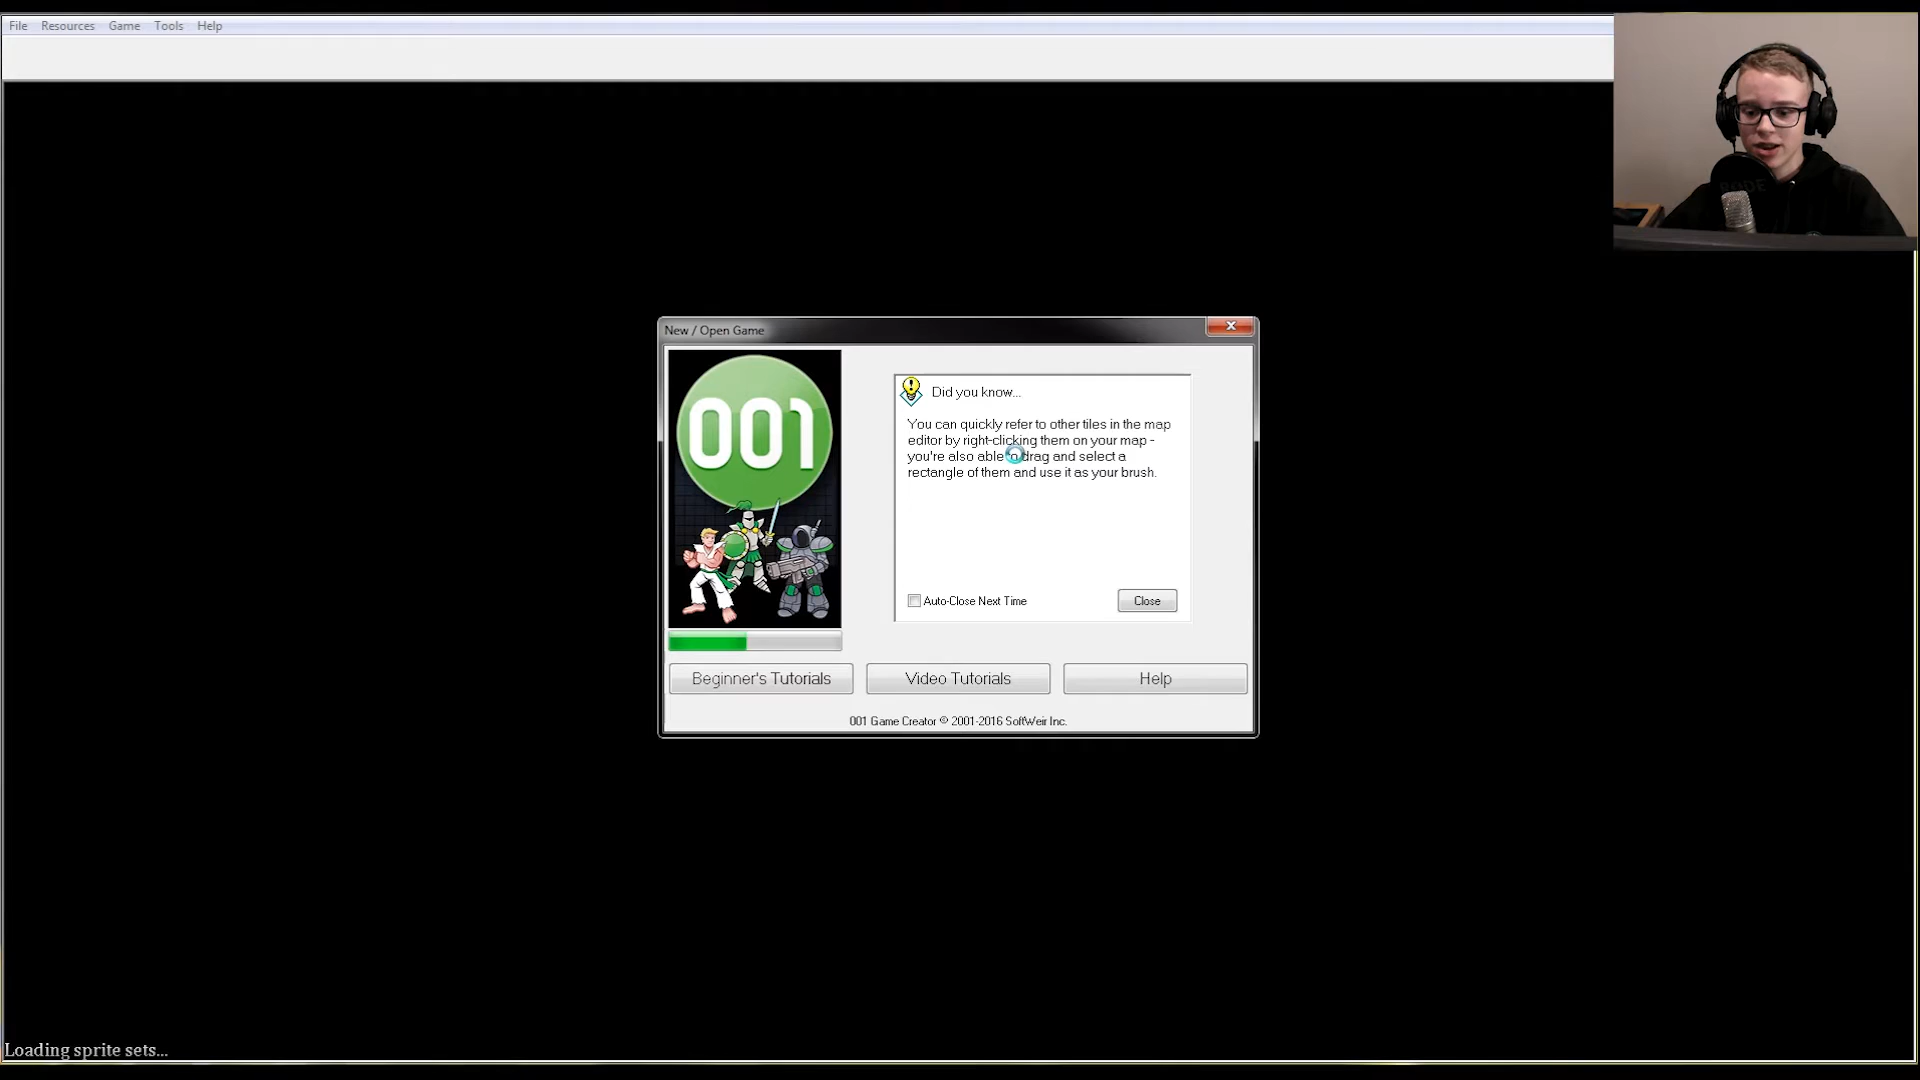 File Resources Game Tools Help
New / Open Game
001
Did you know...
You can quickly refer to other tiles in the map
editor by right-clicking them on your map -
you're also able to drag and select a
rectangle of them and use it as your brush.
Auto-Close Next Time
Close
Beginner's Tutorials
Video Tutorials
Help
001 Game Creator © 2001-2016 SoftWeir Inc.
Loading sprite sets...
RODE